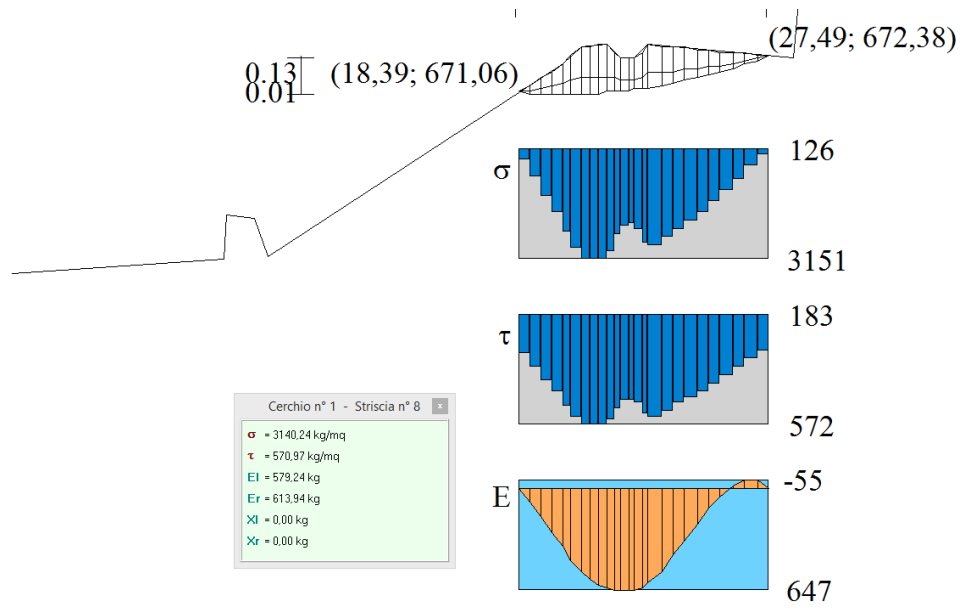 (27,49; 672,38)
0.13 (18,39; 671,06)
0.01
σ 126
3151
τ 183
572
E -55
647
Cerchio n° 1 - Striscia n° 8 x
σ = 3140,24 kg/mq
τ = 570,97 kg/mq
El = 579,24 kg
Er = 613,94 kg
Xl = 0,00 kg
Xr = 0,00 kg